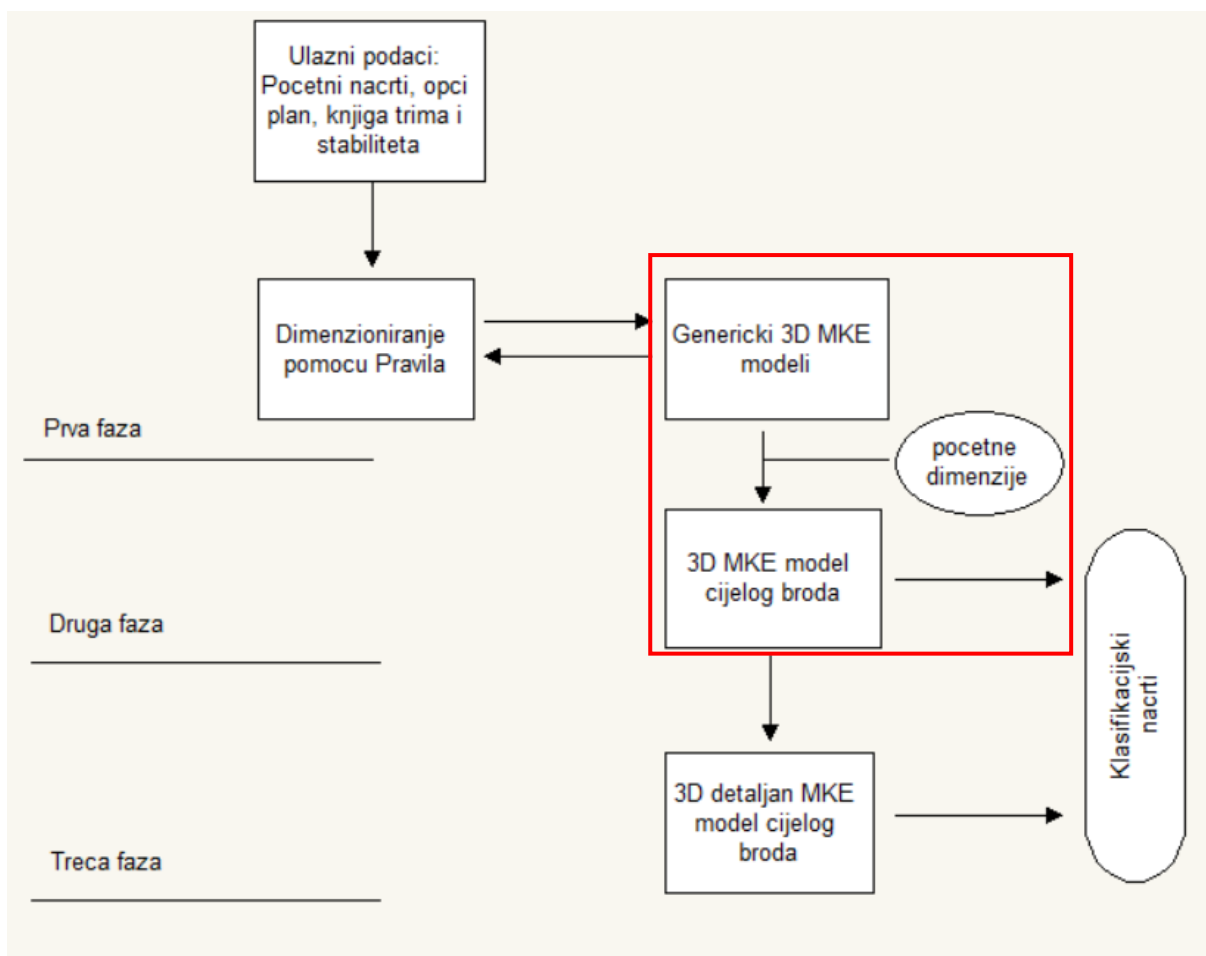 Ulazni podaci:
Pocetni nacrti, opci
plan, knjiga trima i
stabiliteta
Dimenzioniranje
pomocu Pravila
Genericki 3D MKE
modeli
Prva faza
pocetne
dimenzije
3D MKE model
cijelog broda
Druga faza
Klasifikacijski
nacrti
3D detaljan MKE
model cijelog
broda
Treca faza